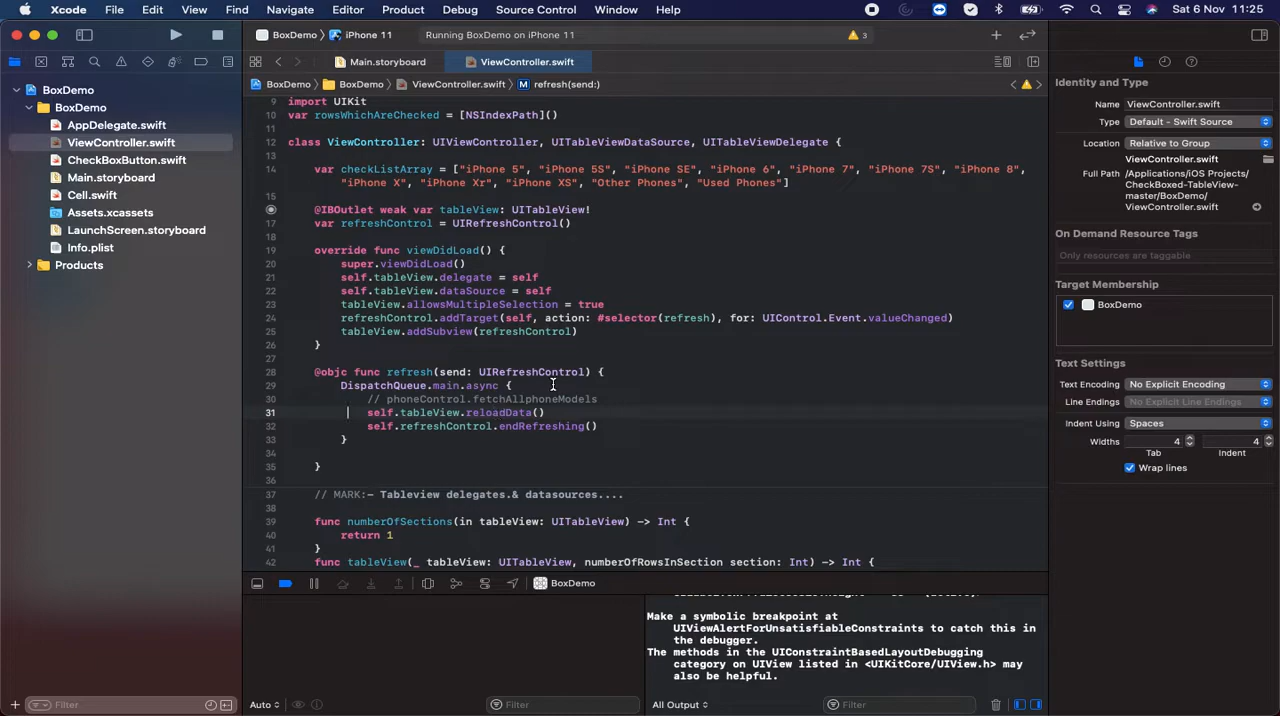 Xcode File Edit View Find Navigate Editor Product Debug Source Control Window Help Sat 6 Nov 11:25
BoxDemo iPhone 11 Running BoxDemo on iPhone 11 3
Main.storyboard ViewController.swift
BoxDemo BoxDemo ViewController.swift M refresh(send:)
BoxDemo
BoxDemo
AppDelegate.swift
ViewController.swift
CheckBoxButton.swift
Main.storyboard
Cell.swift
Assets.xcassets
LaunchScreen.storyboard
Info.plist
Products
Filter
9 import UIKit
10 var rowsWhichAreChecked = [NSIndexPath]()
11
12 class ViewController: UIViewController, UITableViewDataSource, UITableViewDelegate {
13
14 var checkListArray = ["iPhone 5", "iPhone 5S", "iPhone SE", "iPhone 6", "iPhone 7", "iPhone 7S", "iPhone 8",
"iPhone X", "iPhone Xr", "iPhone XS", "Other Phones", "Used Phones"]
15
@IBOutlet weak var tableView: UITableView!
17 var refreshControl = UIRefreshControl()
18
19 override func viewDidLoad() {
20 super.viewDidLoad()
21 self.tableView.delegate = self
22 self.tableView.dataSource = self
23 tableView.allowsMultipleSelection = true
24 refreshControl.addTarget(self, action: #selector(refresh), for: UIControl.Event.valueChanged)
25 tableView.addSubview(refreshControl)
26 }
27
28 @objc func refresh(send: UIRefreshControl) {
29 DispatchQueue.main.async {
30 // phoneControl.fetchAllphoneModels
31 self.tableView.reloadData()
32 self.refreshControl.endRefreshing()
33 }
34
35 }
36
37 // MARK:- Tableview delegates.& datasources....
38
39 func numberOfSections(in tableView: UITableView) -> Int {
40 return 1
41 }
42 func tableView(_ tableView: UITableView, numberOfRowsInSection section: Int) -> Int {
BoxDemo
Make a symbolic breakpoint at
UIViewAlertForUnsatisfiableConstraints to catch this in
the debugger.
The methods in the UIConstraintBasedLayoutDebugging
category on UIView listed in <UIKitCore/UIView.h> may
also be helpful.
Auto Filter All Output Filter
Identity and Type
Name ViewController.swift
Type Default - Swift Source
Location Relative to Group
ViewController.swift
Full Path /Applications/iOS Projects/
CheckBoxed-TableView-
master/BoxDemo/
ViewController.swift
On Demand Resource Tags
Only resources are taggable
Target Membership
BoxDemo
Text Settings
Text Encoding No Explicit Encoding
Line Endings No Explicit Line Endings
Indent Using Spaces
Widths 4 4
Tab Indent
Wrap lines